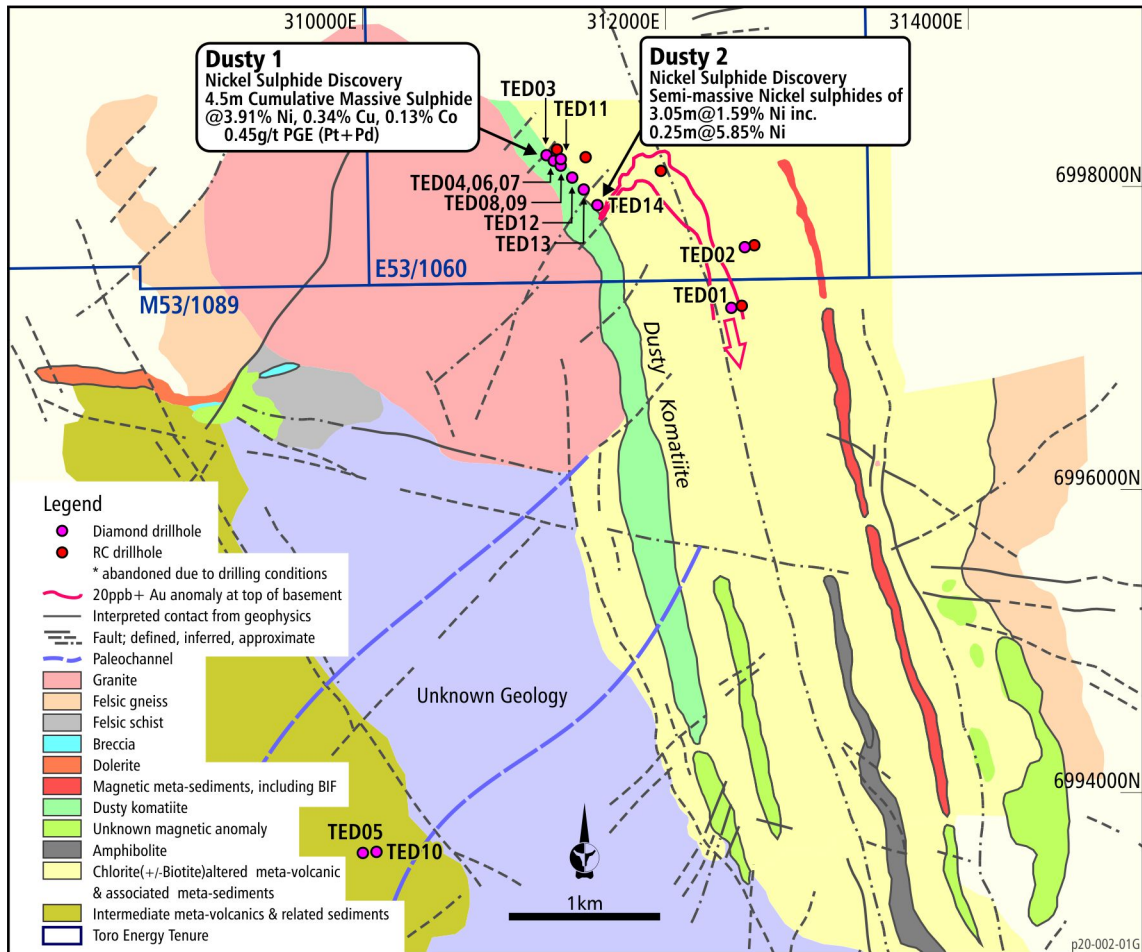 310000E
312000E
314000E
Dusty 1
Nickel Sulphide Discovery
4.5m Cumulative Massive Sulphide
@3.91% Ni, 0.34% Cu, 0.13% Co
0.45g/t PGE (Pt+Pd)
Dusty 2
Nickel Sulphide Discovery
Semi-massive Nickel sulphides of
3.05m@1.59% Ni inc.
0.25m@5.85% Ni
TED03
TED11
6998000N
TED04,06,07
TED08,09
TED12
TED13
TED14
TED02
E53/1060
M53/1089
TED01
Dusty Komatiite
6996000N
Legend
Diamond drillhole
RC drillhole
* abandoned due to drilling conditions
20ppb+ Au anomaly at top of basement
Interpreted contact from geophysics
Fault; defined, inferred, approximate
Paleochannel
Granite
Felsic gneiss
Felsic schist
Breccia
Dolerite
Magnetic meta-sediments, including BIF
Dusty komatiite
Unknown magnetic anomaly
Amphibolite
Chlorite(+/-Biotite)altered meta-volcanic
& associated meta-sediments
Intermediate meta-volcanics & related sediments
Toro Energy Tenure
Unknown Geology
6994000N
TED05
TED10
1km
p20-002-01G